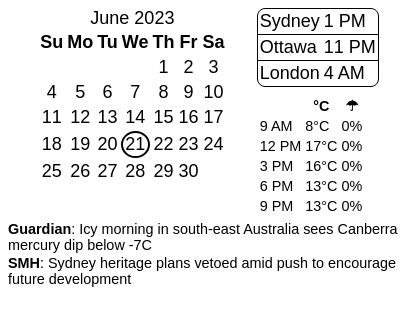 June 2023
Su Mo Tu We Th Fr Sa
1 2 3
4 5 6 7 8 9 10
11 12 13 14 15 16 17
18 19 20 21 22 23 24
25 26 27 28 29 30
Sydney 1 PM
Ottawa 11 PM
London 4 AM
°C ☂
9 AM 8°C 0%
12 PM 17°C 0%
3 PM 16°C 0%
6 PM 13°C 0%
9 PM 13°C 0%
Guardian: Icy morning in south-east Australia sees Canberra
mercury dip below -7C
SMH: Sydney heritage plans vetoed amid push to encourage
future development